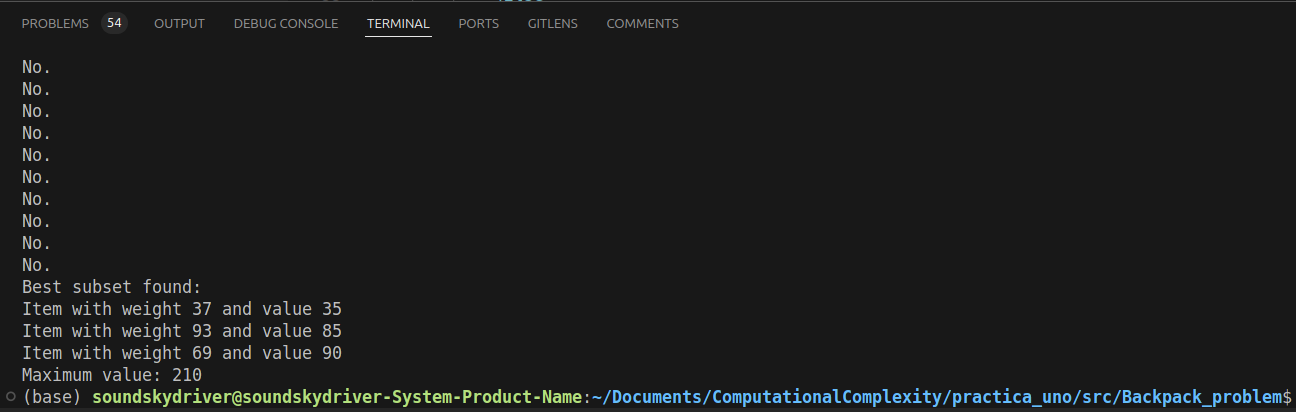 PROBLEMS 54 OUTPUT DEBUG CONSOLE TERMINAL PORTS GITLENS COMMENTS
No.
No.
No.
No.
No.
No.
No.
No.
No.
No.
Best subset found:
Item with weight 37 and value 35
Item with weight 93 and value 85
Item with weight 69 and value 90
Maximum value: 210
(base) soundskydriver@soundskydriver-System-Product-Name:~/Documents/ComputationalComplexity/practica_uno/src/Backpack_problem$